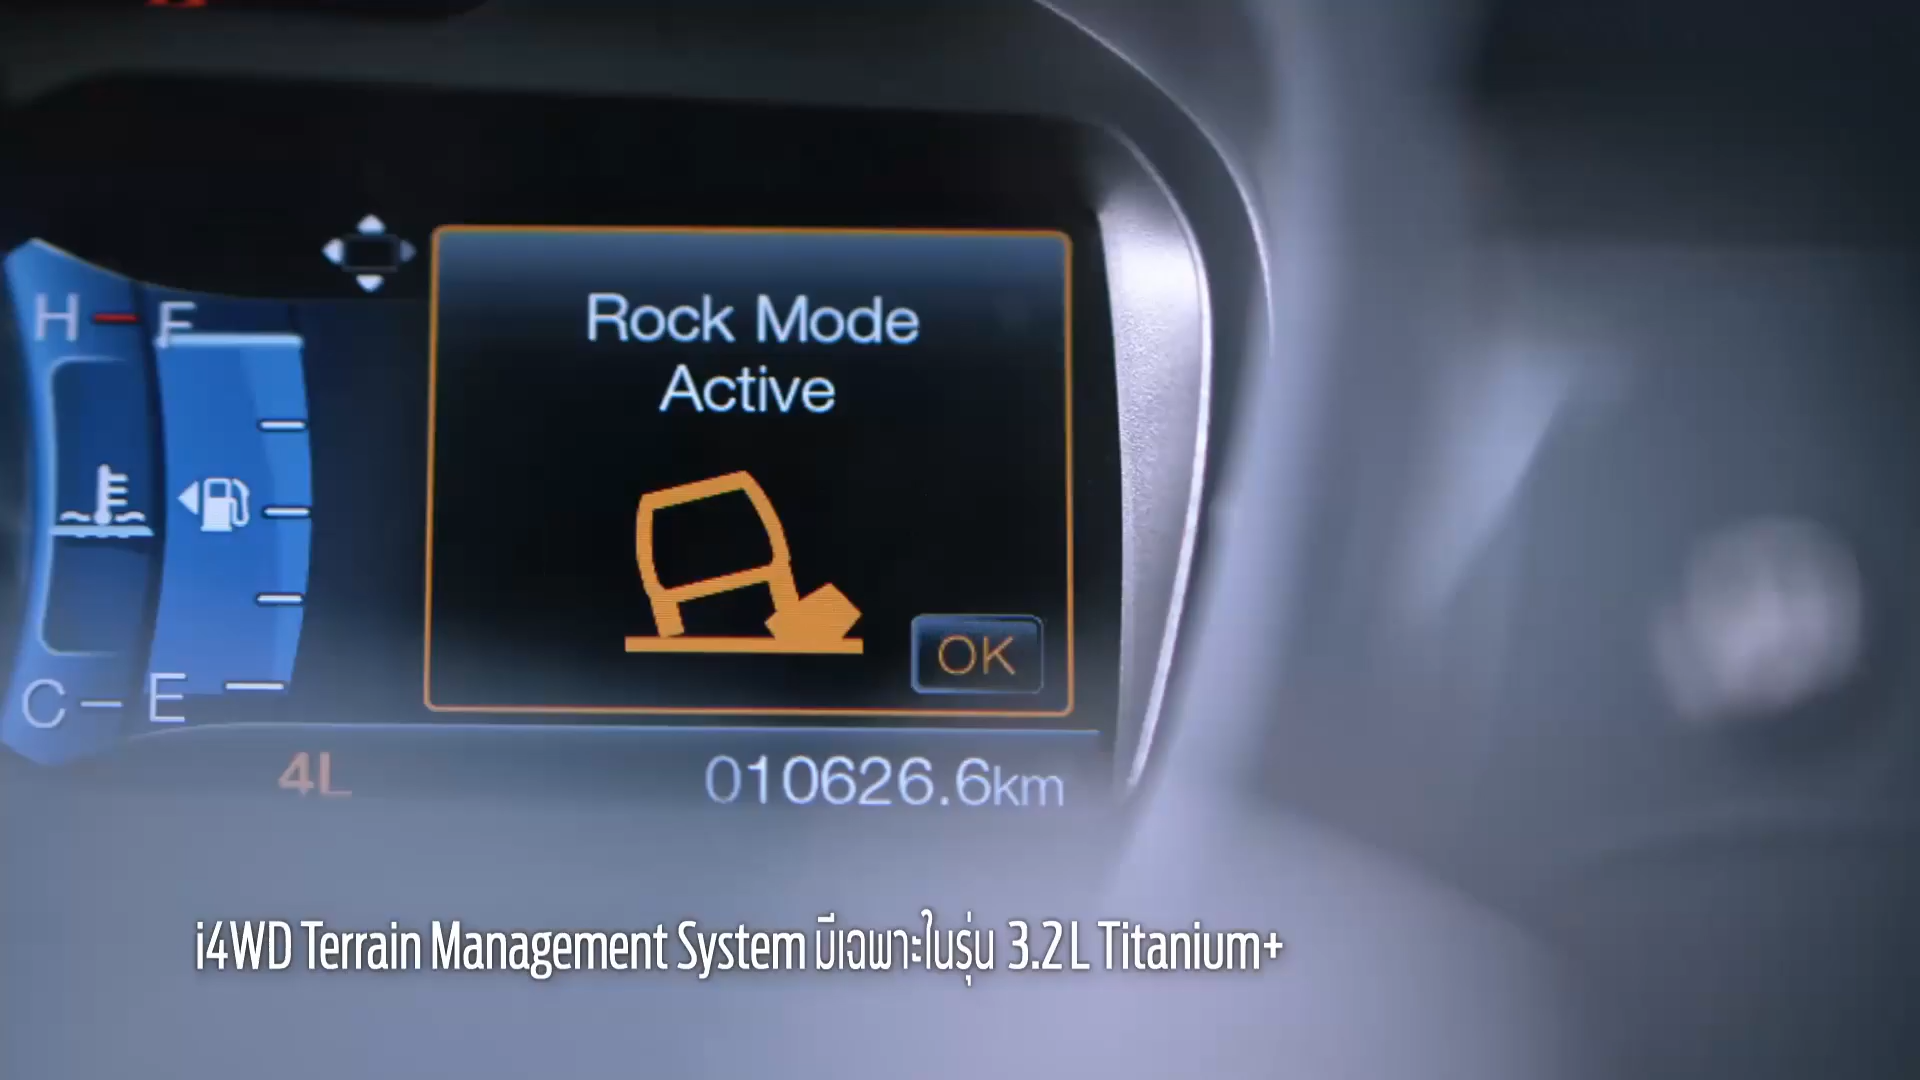 H F
Rock Mode
Active
OK
C E
4L
010626.6km
i4WD Terrain Management System มีเฉพาะในรุ่น 3.2 L Titanium+